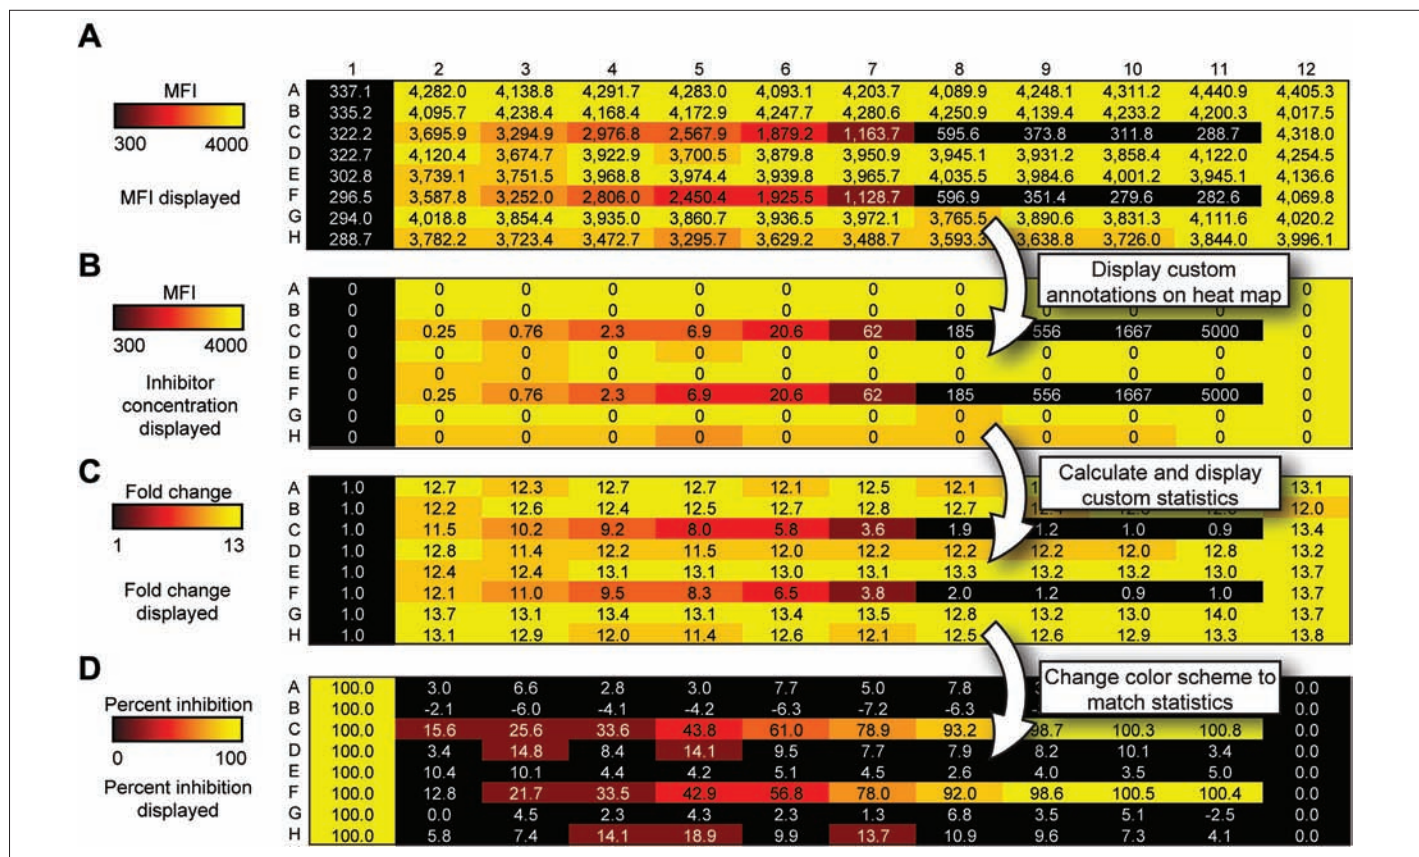 A
1 2 3 4 5 6 7 8 9 10 11 12
MFI
300 4000
MFI displayed
A 337.1 4,282.0 4,138.8 4,291.7 4,283.0 4,093.1 4,203.7 4,089.9 4,248.1 4,311.2 4,440.9 4,405.3
B 335.2 4,095.7 4,238.4 4,168.4 4,172.9 4,247.7 4,280.6 4,250.9 4,139.4 4,233.2 4,200.3 4,017.5
C 322.2 3,695.9 3,294.9 2,976.8 2,567.9 1,879.2 1,163.7 595.6 373.8 311.8 288.7 4,318.0
D 322.7 4,120.4 3,674.7 3,922.9 3,700.5 3,879.8 3,950.9 3,945.1 3,931.2 3,858.4 4,122.0 4,254.5
E 302.8 3,739.1 3,751.5 3,968.8 3,974.4 3,939.8 3,965.7 4,035.5 3,984.6 4,001.2 3,945.1 4,136.6
F 296.5 3,587.8 3,252.0 2,806.0 2,450.4 1,925.5 1,128.7 596.9 351.4 279.6 282.6 4,069.8
G 294.0 4,018.8 3,854.4 3,935.0 3,860.7 3,936.5 3,972.1 3,765.5 3,890.6 3,831.3 4,111.6 4,020.2
H 288.7 3,782.2 3,723.4 3,472.7 3,295.7 3,629.2 3,488.7 3,593.3 3,638.8 3,726.0 3,844.0 3,996.1
Display custom
annotations on heat map
B
MFI
300 4000
Inhibitor
concentration
displayed
A 0 0 0 0 0 0 0 0 0
B 0 0 0 0 0 0 0 0 0 0 0 0
C 0 0.25 0.76 2.3 6.9 20.6 62 185 556 1667 5000 0
D 0 0 0 0 0 0 0 0 0 0 0 0
E 0 0 0 0 0 0 0 0 0 0 0 0
F 0 0.25 0.76 2.3 6.9 20.6 62 185 556 1667 5000 0
G 0 0 0 0 0 0 0 0 0 0 0 0
H 0 0 0 0 0 0 0 0 0 0 0 0
Calculate and display
custom statistics
C
Fold change
1 13
Fold change
displayed
A 1.0 12.7 12.3 12.7 12.7 12.1 12.5 12.1 13.1
B 1.0 12.2 12.6 12.4 12.5 12.7 12.8 12.7 12.0
C 1.0 11.5 10.2 9.2 8.0 5.8 3.6 1.9 1.2 1.0 0.9 13.4
D 1.0 12.8 11.4 12.2 11.5 12.0 12.2 12.2 12.2 12.0 12.8 13.2
E 1.0 12.4 12.4 13.1 13.1 13.0 13.1 13.3 13.2 13.2 13.0 13.7
F 1.0 12.1 11.0 9.5 8.3 6.5 3.8 2.0 1.2 0.9 1.0 13.7
G 1.0 13.7 13.1 13.4 13.1 13.4 13.5 12.8 13.2 13.0 14.0 13.7
H 1.0 13.1 12.9 12.0 11.4 12.6 12.1 12.5 12.6 12.9 13.3 13.8
Change color scheme to
match statistics
D
Percent inhibition
0 100
Percent inhibition
displayed
A 100.0 3.0 6.6 2.8 3.0 7.7 5.0 7.8 0.0
B 100.0 -2.1 -6.0 -4.1 -4.2 -6.3 -7.2 -6.3 0.0
C 100.0 15.6 25.6 33.6 43.8 61.0 78.9 93.2 98.7 100.3 100.8 0.0
D 100.0 3.4 14.8 8.4 14.1 9.5 7.7 7.9 8.2 10.1 3.4 0.0
E 100.0 10.4 10.1 4.4 4.2 5.1 4.5 2.6 4.0 3.5 5.0 0.0
F 100.0 12.8 21.7 33.5 42.9 56.8 78.0 92.0 98.6 100.5 100.4 0.0
G 100.0 0.0 4.5 2.3 4.3 2.3 1.3 6.8 3.5 5.1 -2.5 0.0
H 100.0 5.8 7.4 14.1 18.9 9.9 13.7 10.9 9.6 7.3 4.1 0.0